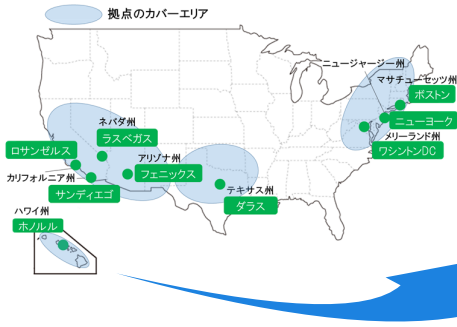 拠点のカバーエリア
ニュージャージー州
マサチューセッツ州
ボストン
ニューヨーク
メリーランド州
ワシントンDC
ネバダ州
ラスベガス
ロサンゼルス
アリゾナ州
フェニックス
カリフォルニア州
サンディエゴ
テキサス州
ダラス
ハワイ州
ホノルル